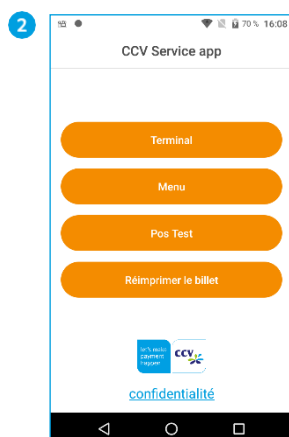 2
70 % 16:08
CCV Service app
Terminal
Menu
Pos Test
Réimprimer le billet
let's make
payment
happen
CCV
confidentialité